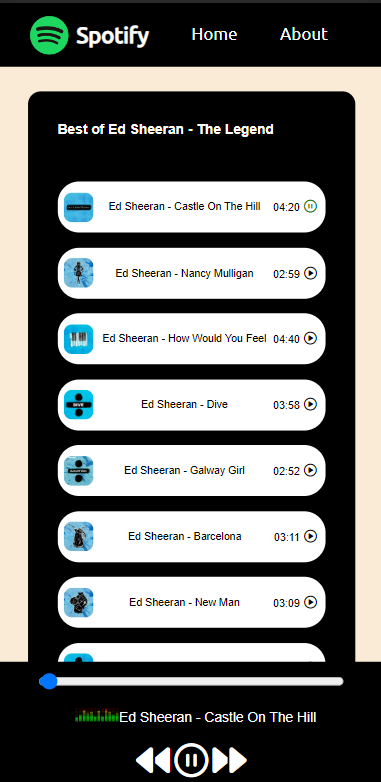 Spotify Home About
Best of Ed Sheeran - The Legend
Ed Sheeran - Castle On The Hill 04:20
Ed Sheeran - Nancy Mulligan 02:59
Ed Sheeran - How Would You Feel 04:40
Ed Sheeran - Dive 03:58
DIVE
Ed Sheeran - Galway Girl 02:52
Ed Sheeran - Barcelona 03:11
Ed Sheeran - New Man 03:09
Ed Sheeran - Castle On The Hill